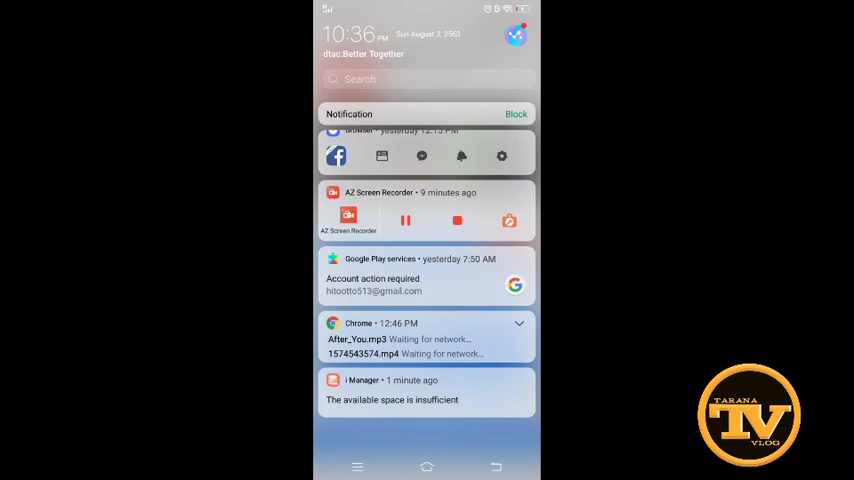 10:36 PM
Sun August 2, 2563
dtac:Better Together
Search
Notification
Block
Browser • yesterday 12:15 PM
AZ Screen Recorder • 9 minutes ago
AZ Screen Recorder
Google Play services • yesterday 7:50 AM
Account action required
hitootto513@gmail.com
Chrome • 12:46 PM
After_You.mp3 Waiting for network...
1574543574.mp4 Waiting for network...
i Manager • 1 minute ago
The available space is insufficient
TARANA
TV
VLOG